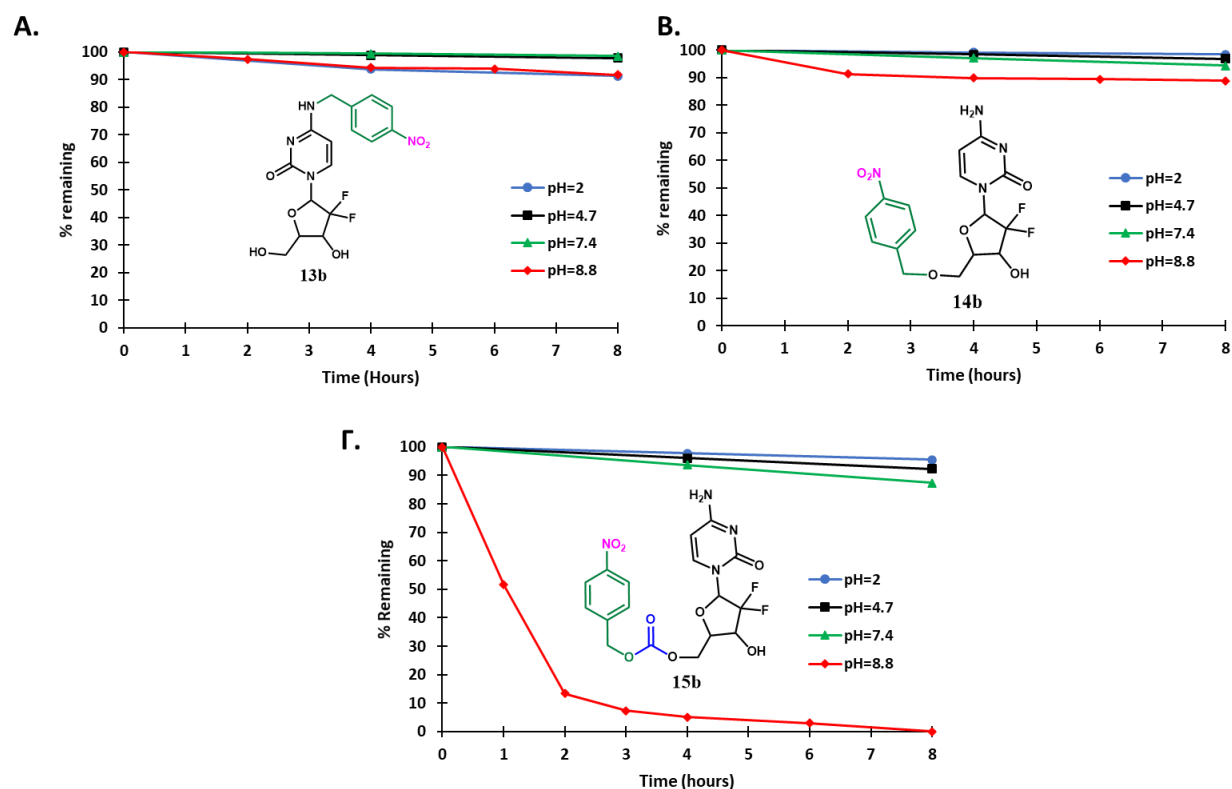 A.
100
90
80
70
60
50
40
30
20
10
0
% remaining
0 1 2 3 4 5 6 7 8
Time (Hours)
HN
NO2
N
O
N
O
F
F
HO
OH
13b
pH=2
pH=4.7
pH=7.4
pH=8.8
B.
100
90
80
70
60
50
40
30
20
10
0
% remaining
0 1 2 3 4 5 6 7 8
Time (hours)
H2N
N
O2N
N
O
O
F
F
O
OH
14b
pH=2
pH=4.7
pH=7.4
pH=8.8
Γ.
100
90
80
70
60
50
40
30
20
10
0
% Remaining
0 1 2 3 4 5 6 7 8
Time (hours)
H2N
N
NO2
N
O
O
F
F
O
O
O
OH
15b
pH=2
pH=4.7
pH=7.4
pH=8.8